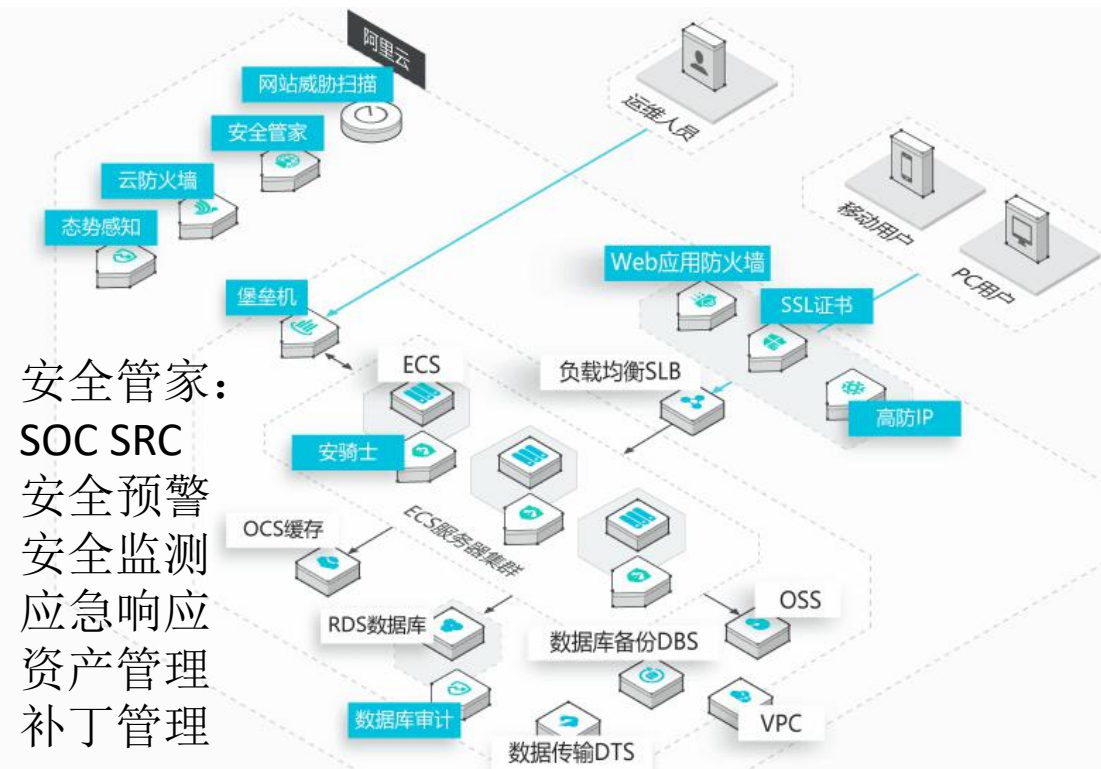 阿里云
网站威胁扫描
安全管家
云防火墙
态势感知
运维人员
移动用户
PC用户
Web应用防火墙
SSL证书
高防IP
堡垒机
ECS
负载均衡SLB
安骑士
ECS服务器集群
OCS缓存
RDS数据库
数据库审计
数据库备份DBS
OSS
数据传输DTS
VPC
安全管家：
SOC SRC
安全预警
安全监测
应急响应
资产管理
补丁管理